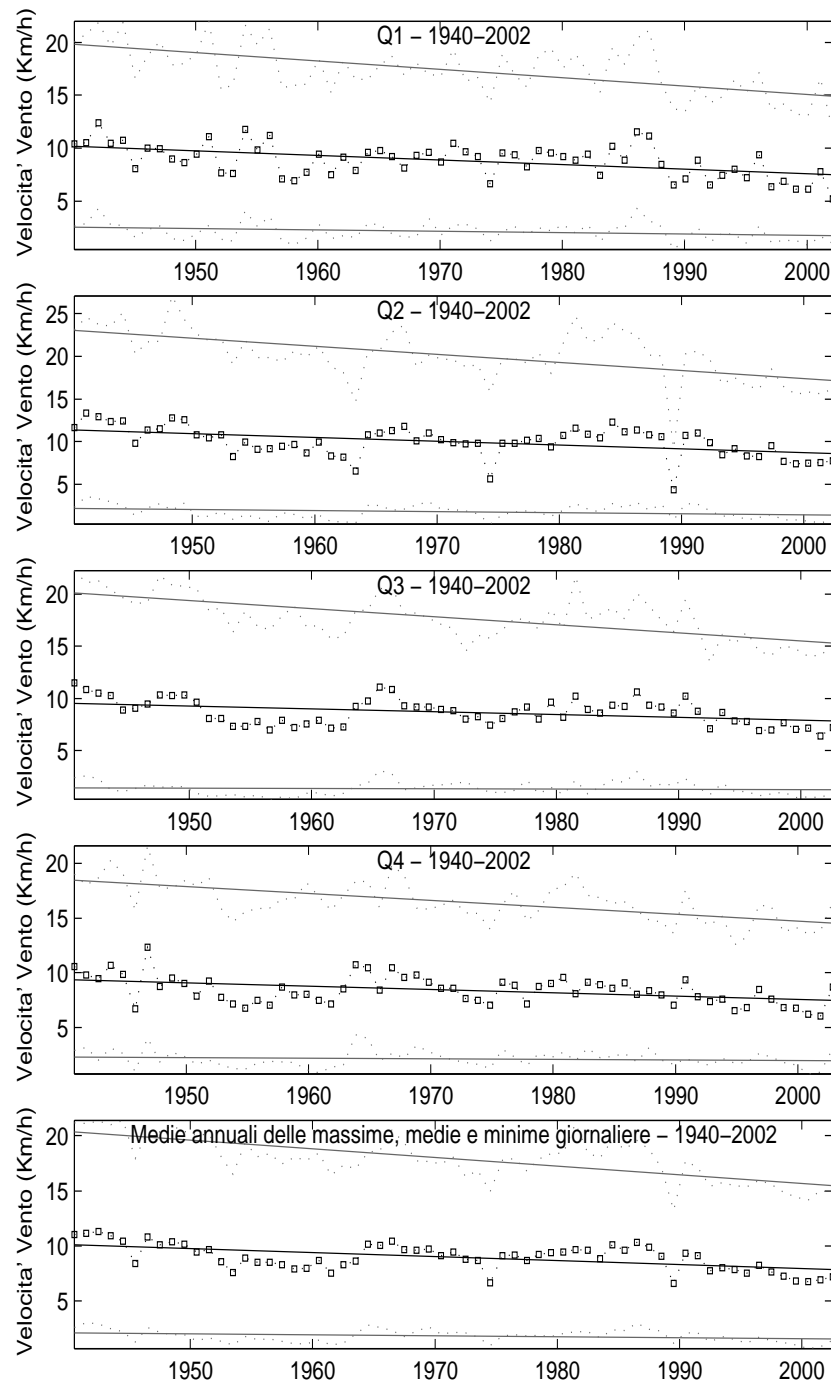 Q1 – 1940–2002
Velocita' Vento (Km/h)
20
15
10
5
1950 1960 1970 1980 1990 2000
Q2 – 1940–2002
Velocita' Vento (Km/h)
25
20
15
10
5
1950 1960 1970 1980 1990 2000
Q3 – 1940–2002
Velocita' Vento (Km/h)
20
15
10
5
1950 1960 1970 1980 1990 2000
Q4 – 1940–2002
Velocita' Vento (Km/h)
20
15
10
5
1950 1960 1970 1980 1990 2000
Medie annuali delle massime, medie e minime giornaliere – 1940–2002
Velocita' Vento (Km/h)
20
15
10
5
1950 1960 1970 1980 1990 2000